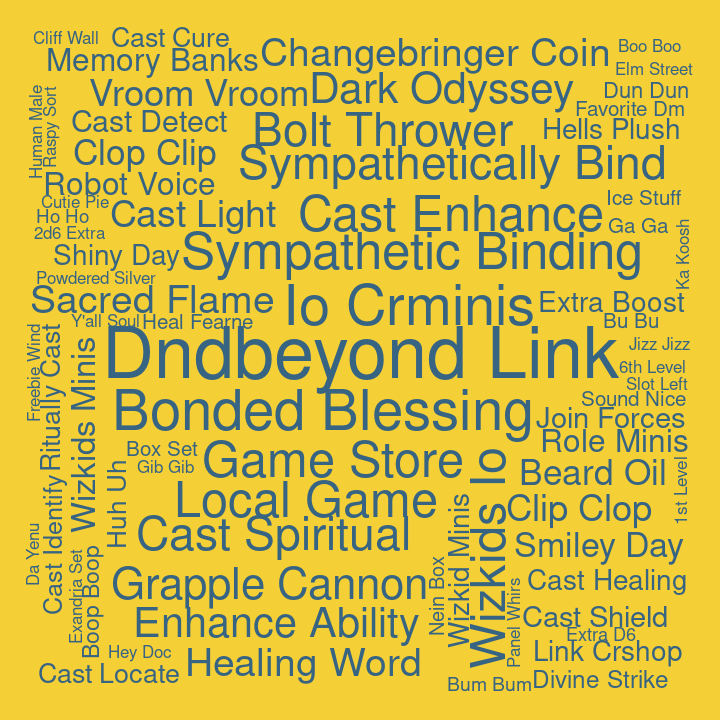 Cliff Wall
Cast Cure
Boo Boo
Memory Banks
Changebringer Coin
Elm Street
Vroom Vroom
Dark Odyssey
Dun Dun
Human Male
Raspy Sort
Cast Detect
Favorite Dm
Bolt Thrower
Hells Plush
Clop Clip
Sympathetically Bind
Robot Voice
Cutie Pie
Ice Stuff
Ho Ho
Cast Light
Cast Enhance
Ga Ga
2d6 Extra
Ka Koosh
Shiny Day
Sympathetic Binding
Powdered Silver
Sacred Flame
Io Crminis
Extra Boost
Y'all Soul
Heal Fearne
Bu Bu
Freebie Wind
Ritually Cast
Wizkids Minis
Dndbeyond Link
Jizz Jizz
6th Level
Slot Left
Bonded Blessing
Sound Nice
Join Forces
Box Set
Game Store
Role Minis
Gib Gib
Huh Uh
Beard Oil
1st Level
Local Game
Wizkids Io
Clip Clop
Cast Spiritual
Wizkid Minis
Smiley Day
Da Yenu
Cast Identify
Exandria Set
Boop Boop
Grapple Cannon
Nein Box
Panel Whirs
Cast Healing
Enhance Ability
Cast Shield
Extra D6
Hey Doc
Healing Word
Link Crshop
Cast Locate
Bum Bum
Divine Strike